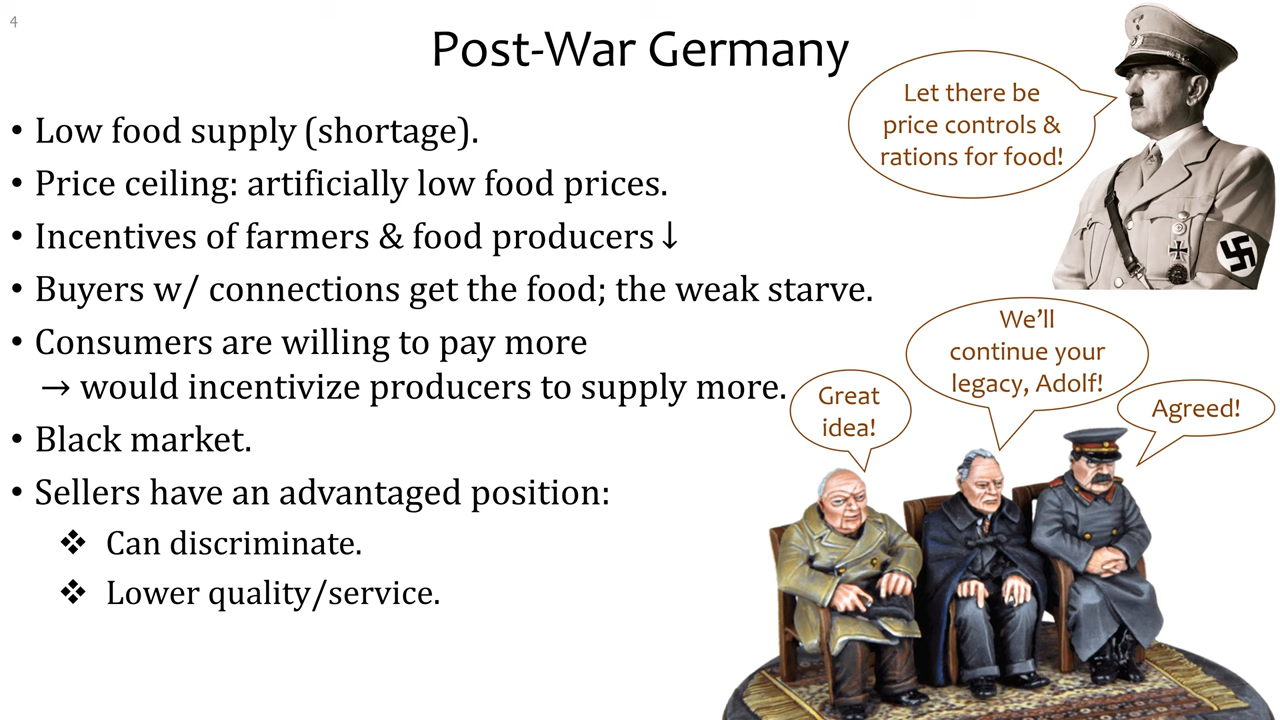 4
Post-War Germany
• Low food supply (shortage).
• Price ceiling: artificially low food prices.
• Incentives of farmers & food producers↓
• Buyers w/ connections get the food; the weak starve.
• Consumers are willing to pay more
→ would incentivize producers to supply more.
• Black market.
• Sellers have an advantaged position:
❖ Can discriminate.
❖ Lower quality/service.
Let there be
price controls &
rations for food!
We’ll
continue your
legacy, Adolf!
Great
idea!
Agreed!